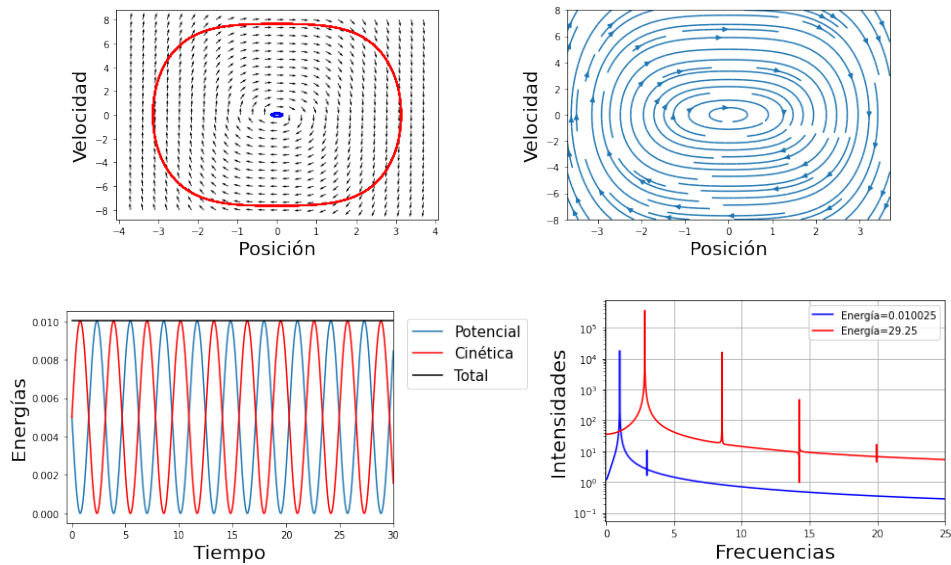 8
6
4
2
0
−2
−4
−6
−8
Velocidad
−4 −3 −2 −1 0 1 2 3 4
Posición
8
6
4
2
0
−2
−4
−6
−8
Velocidad
−3 −2 −1 0 1 2 3
Posición
0.010
0.008
0.006
0.004
0.002
0.000
Energías
0 5 10 15 20 25 30
Tiempo
Potencial
Cinética
Total
10⁵
10⁴
10³
10²
10¹
10⁰
10⁻¹
Intensidades
0 5 10 15 20 25
Frecuencias
Energía=0.010025
Energía=29.25